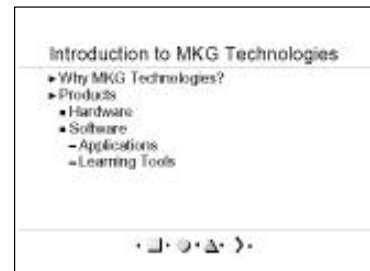 Introduction to MKG Technologies
Why MKG Technologies?
Products
Hardware
Software
Applications
Learning Tools